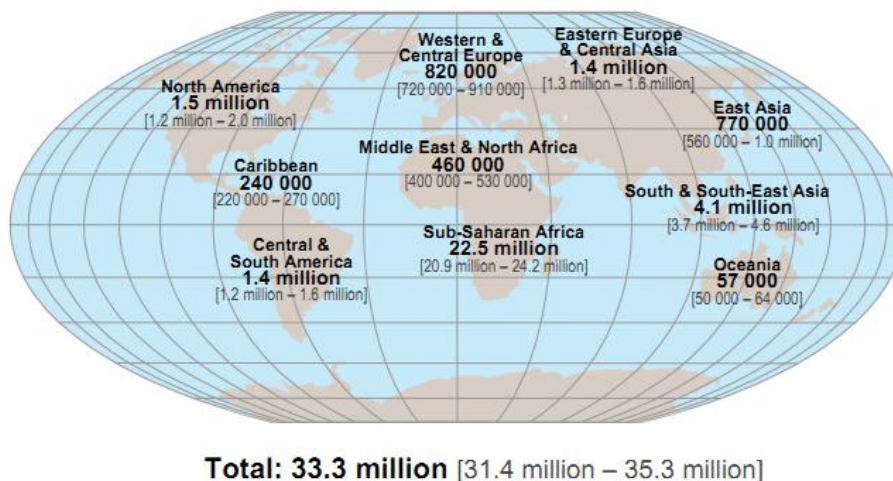 Western &
Central Europe
820 000
[720 000 – 910 000]
Eastern Europe
& Central Asia
1.4 million
[1.3 million – 1.6 million]
North America
1.5 million
[1.2 million – 2.0 million]
East Asia
770 000
[560 000 – 1.0 million]
Middle East & North Africa
460 000
[400 000 – 530 000]
Caribbean
240 000
[220 000 – 270 000]
South & South-East Asia
4.1 million
[3.7 million – 4.6 million]
Sub-Saharan Africa
22.5 million
[20.9 million – 24.2 million]
Central &
South America
1.4 million
[1.2 million – 1.6 million]
Oceania
57 000
[50 000 – 64 000]
Total: 33.3 million [31.4 million – 35.3 million]